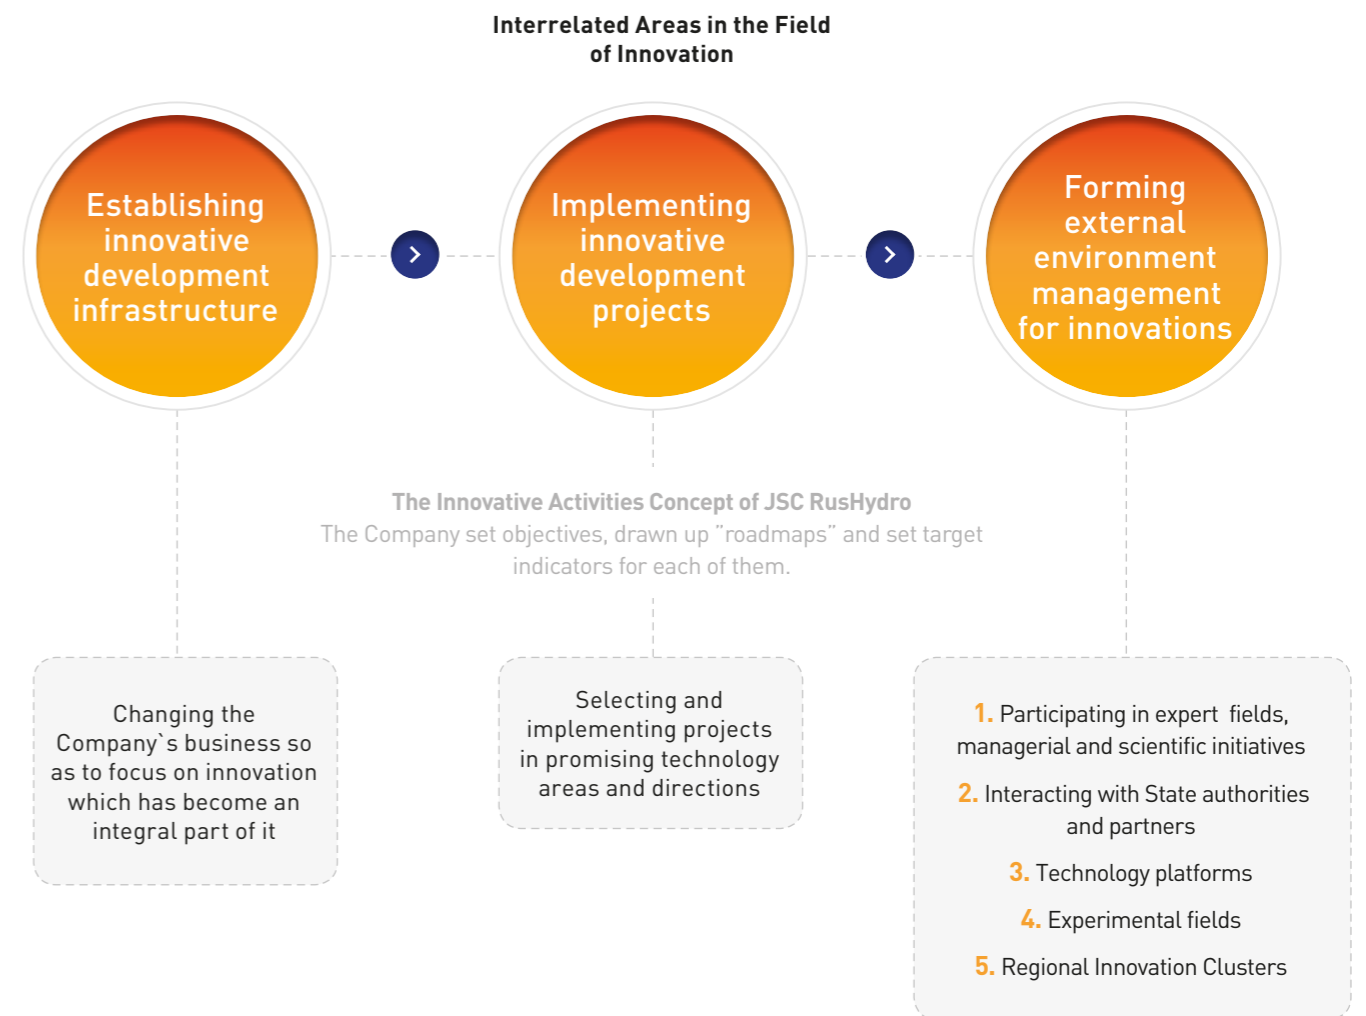 Interrelated Areas in the Field
of Innovation
Establishing
innovative
development
infrastructure
Implementing
innovative
development
projects
Forming
external
environment
management
for innovations
The Innovative Activities Concept of JSC RusHydro
The Company set objectives, drawn up ”roadmaps” and set target
indicators for each of them.
Changing the
Company`s business so
as to focus on innovation
which has become an
integral part of it
Selecting and
implementing projects
in promising technology
areas and directions
1. Participating in expert fields,
managerial and scientific initiatives
2. Interacting with State authorities
and partners
3. Technology platforms
4. Experimental fields
5. Regional Innovation Clusters